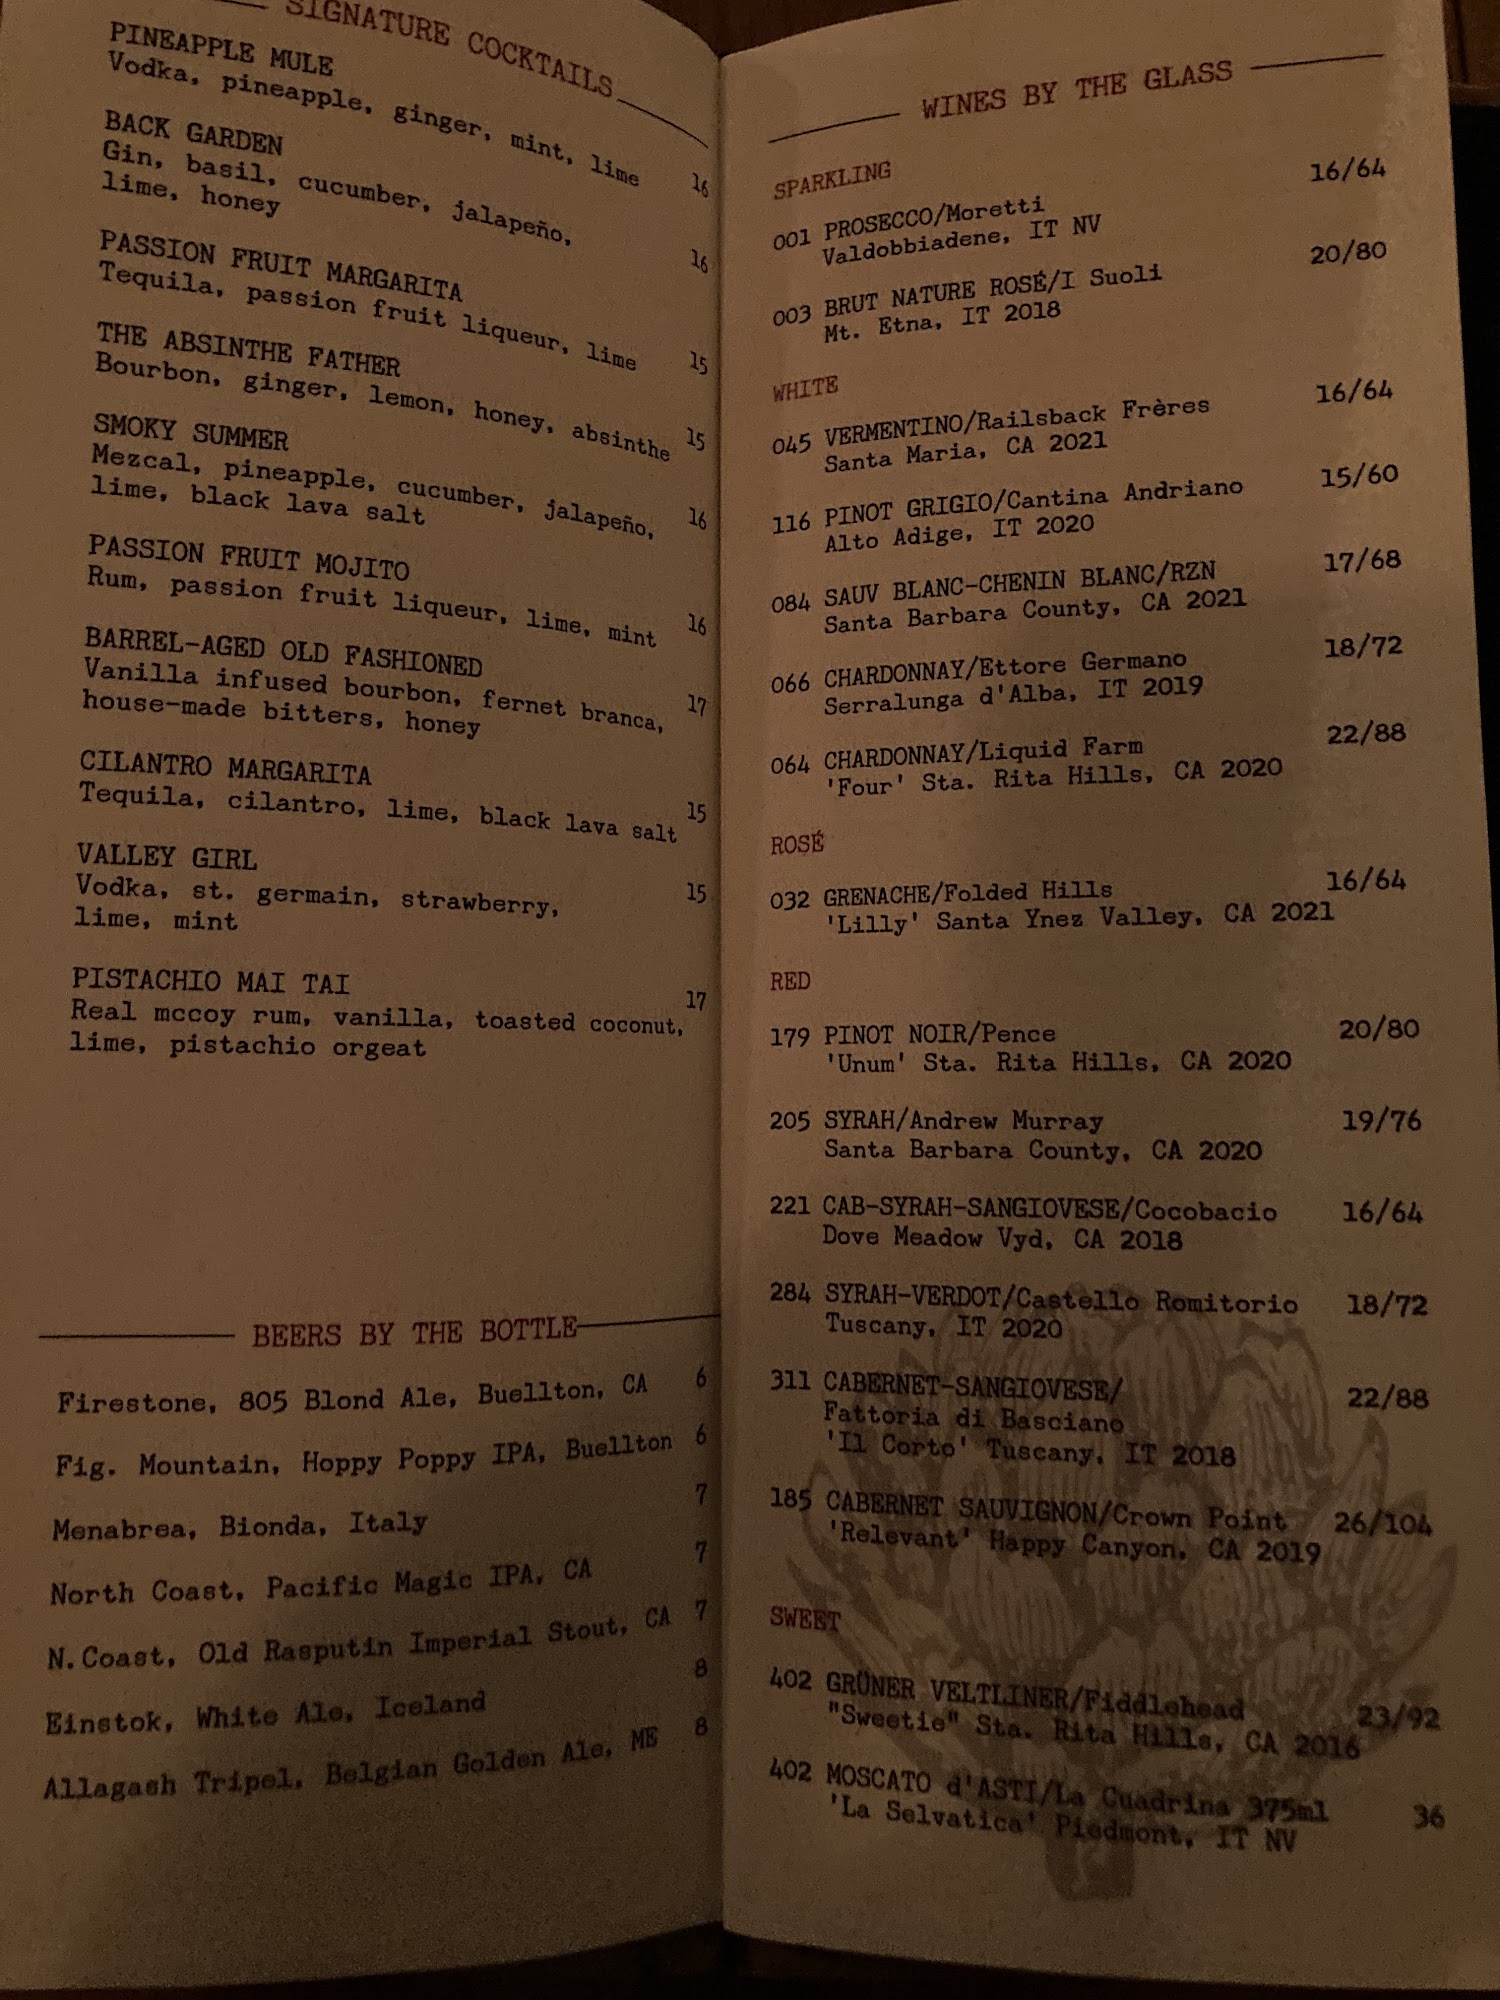 SIGNATURE COCKTAILS
PINEAPPLE MULE
Vodka, pineapple, ginger, mint, lime 16
BACK GARDEN
Gin, basil, cucumber, jalapeño, 16
lime, honey
PASSION FRUIT MARGARITA
Tequila, passion fruit liqueur, lime 15
THE ABSINTHE FATHER
Bourbon, ginger, lemon, honey, absinthe 15
SMOKY SUMMER
Mezcal, pineapple, cucumber, jalapeño, 16
lime, black lava salt
PASSION FRUIT MOJITO
Rum, passion fruit liqueur, lime, mint 16
BARREL-AGED OLD FASHIONED
Vanilla infused bourbon, fernet branca, 17
house-made bitters, honey
CILANTRO MARGARITA
Tequila, cilantro, lime, black lava salt 15
VALLEY GIRL
Vodka, st. germain, strawberry, 15
lime, mint
PISTACHIO MAI TAI
Real mccoy rum, vanilla, toasted coconut, 17
lime, pistachio orgeat
BEERS BY THE BOTTLE
Firestone, 805 Blond Ale, Buellton, CA 6
Fig. Mountain, Hoppy Poppy IPA, Buellton 6
Menabrea, Bionda, Italy 7
North Coast, Pacific Magic IPA, CA 7
N.Coast, Old Rasputin Imperial Stout, CA 7
Einstok, White Ale, Iceland 8
Allagash Tripel, Belgian Golden Ale, ME 8
WINES BY THE GLASS
SPARKLING
001 PROSECCO/Moretti 16/64
Valdobbiadene, IT NV
003 BRUT NATURE ROSÉ/I Suoli 20/80
Mt. Etna, IT 2018
WHITE
045 VERMENTINO/Railsback Frères 16/64
Santa Maria, CA 2021
116 PINOT GRIGIO/Cantina Andriano 15/60
Alto Adige, IT 2020
084 SAUV BLANC-CHENIN BLANC/RZN 17/68
Santa Barbara County, CA 2021
066 CHARDONNAY/Ettore Germano 18/72
Serralunga d'Alba, IT 2019
064 CHARDONNAY/Liquid Farm 22/88
'Four' Sta. Rita Hills, CA 2020
ROSÉ
032 GRENACHE/Folded Hills 16/64
'Lilly' Santa Ynez Valley, CA 2021
RED
179 PINOT NOIR/Pence 20/80
'Unum' Sta. Rita Hills, CA 2020
205 SYRAH/Andrew Murray 19/76
Santa Barbara County, CA 2020
221 CAB-SYRAH-SANGIOVESE/Cocobacio 16/64
Dove Meadow Vyd, CA 2018
284 SYRAH-VERDOT/Castello Romitorio 18/72
Tuscany, IT 2020
311 CABERNET-SANGIOVESE/ 22/88
Fattoria di Basciano
'Il Corto' Tuscany, IT 2018
185 CABERNET SAUVIGNON/Crown Point 26/104
'Relevant' Happy Canyon, CA 2019
SWEET
402 GRÜNER VELTLINER/Fiddlehead 23/92
"Sweetie" Sta. Rita Hills, CA 2016
402 MOSCATO d'ASTI/La Cuadrina 375ml 36
'La Selvatica' Piedmont, IT NV